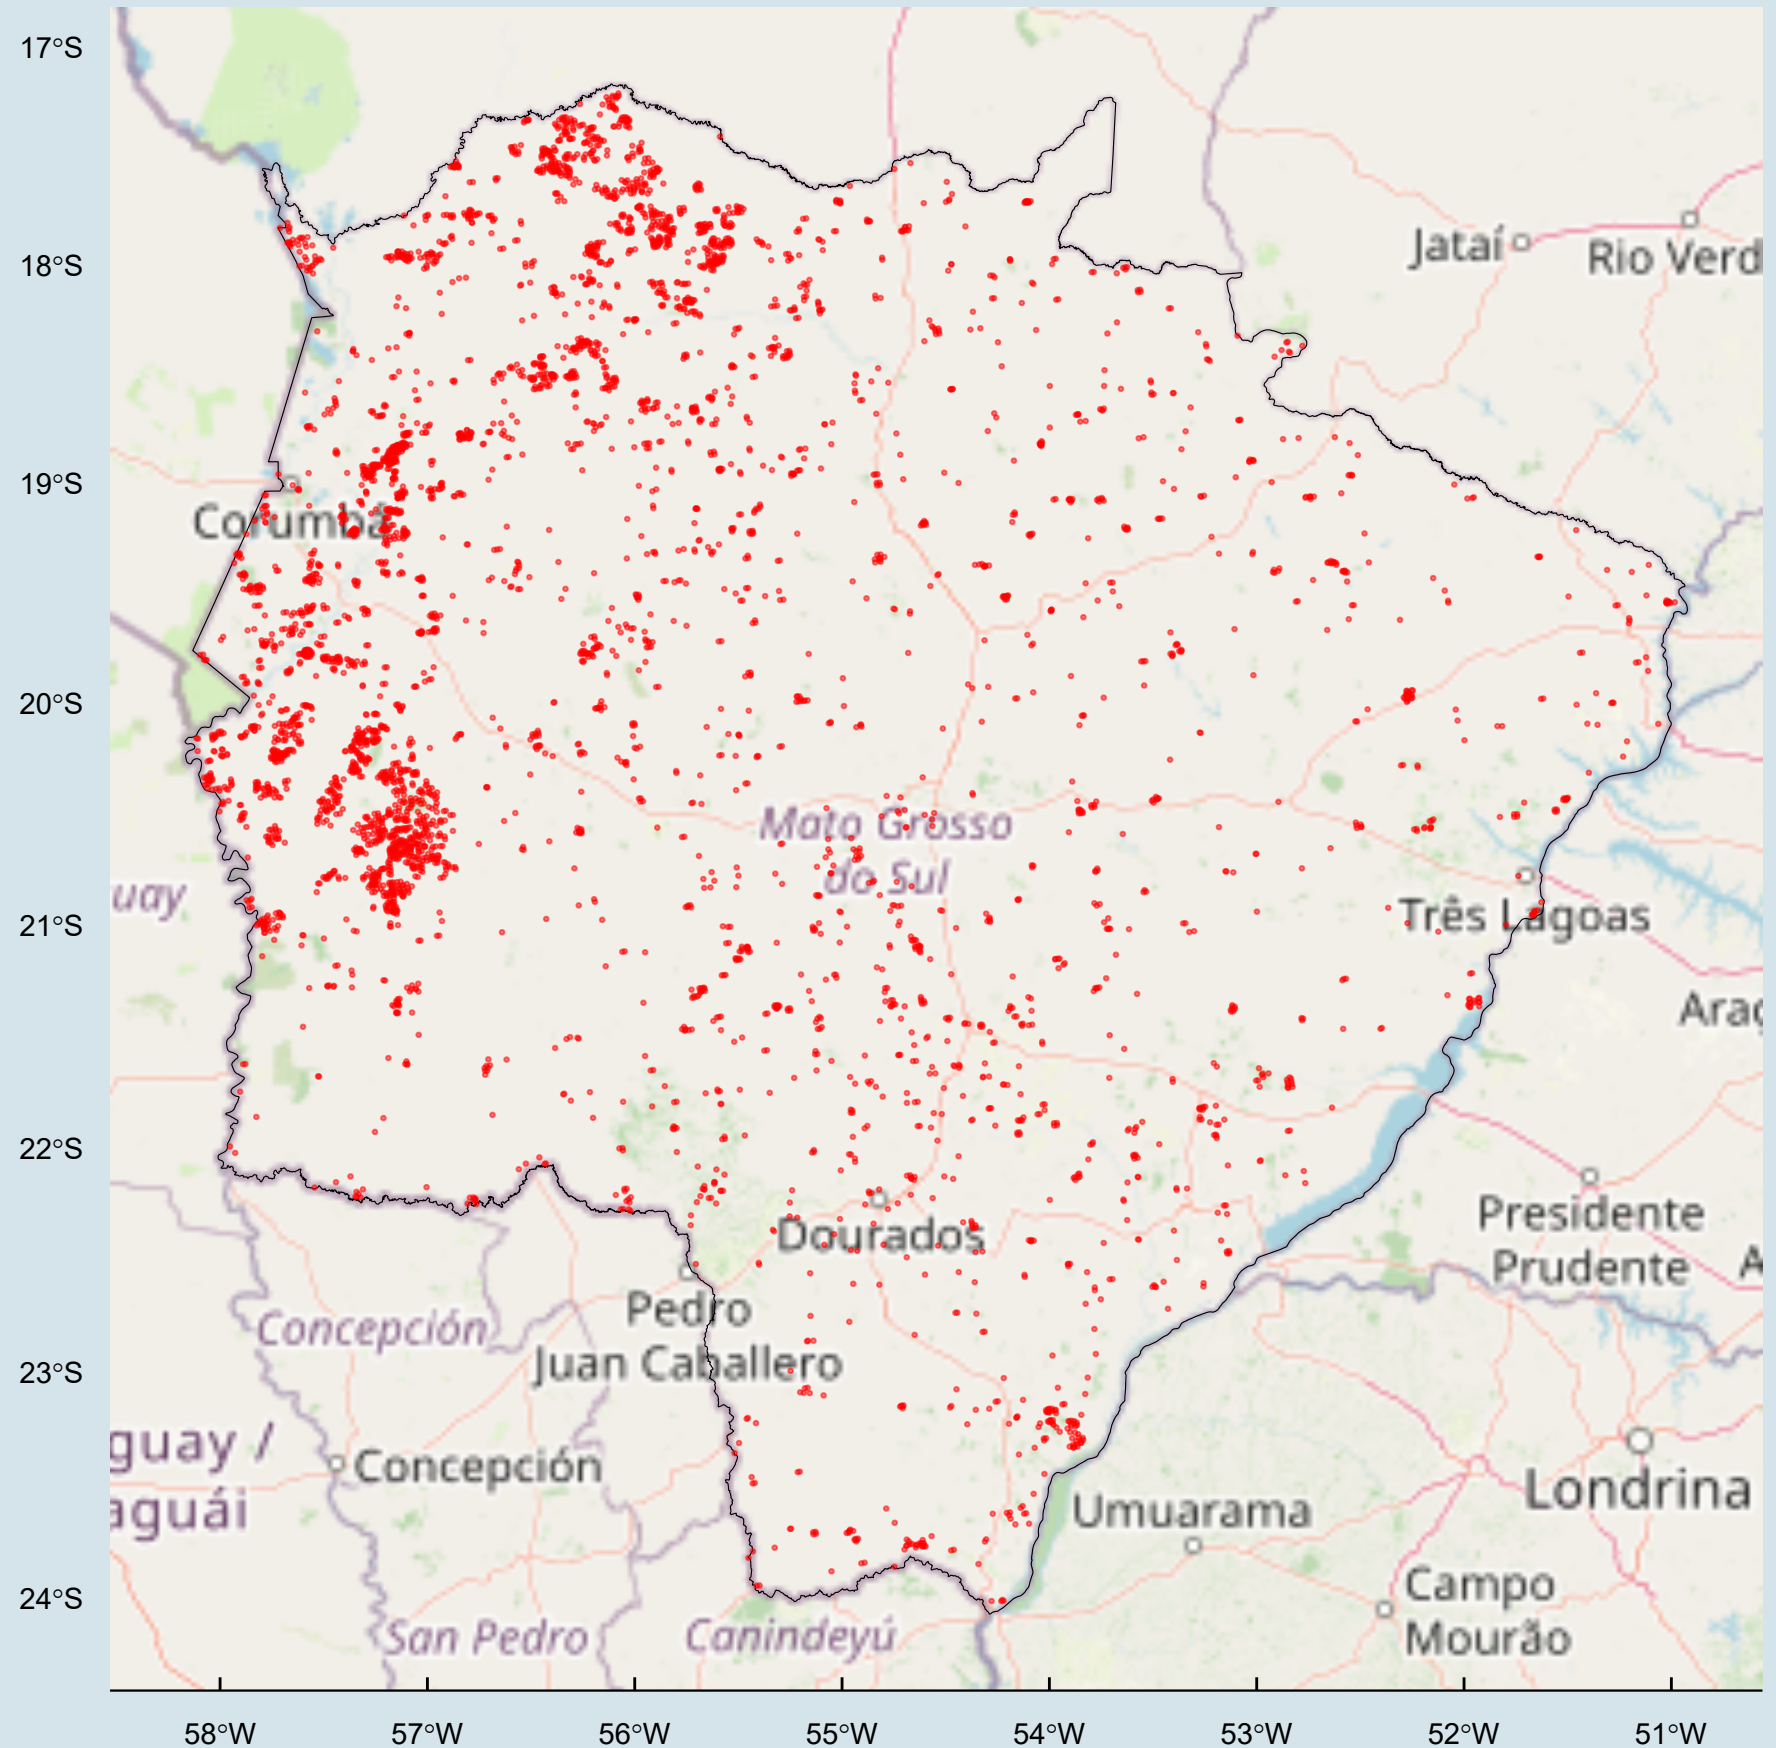 17°S
18°S
19°S
20°S
21°S
22°S
23°S
24°S
58°W
57°W
56°W
55°W
54°W
53°W
52°W
51°W
Jataí
Rio Verd
Corumbá
Mato Grosso
do Sul
uay
Três Lagoas
Araç
Dourados
Presidente
Prudente
A
Pedro
Juan Caballero
Concepción
guay /
aguái
Concepción
Londrina
Umuarama
Campo
Mourão
San Pedro
Canindeyú